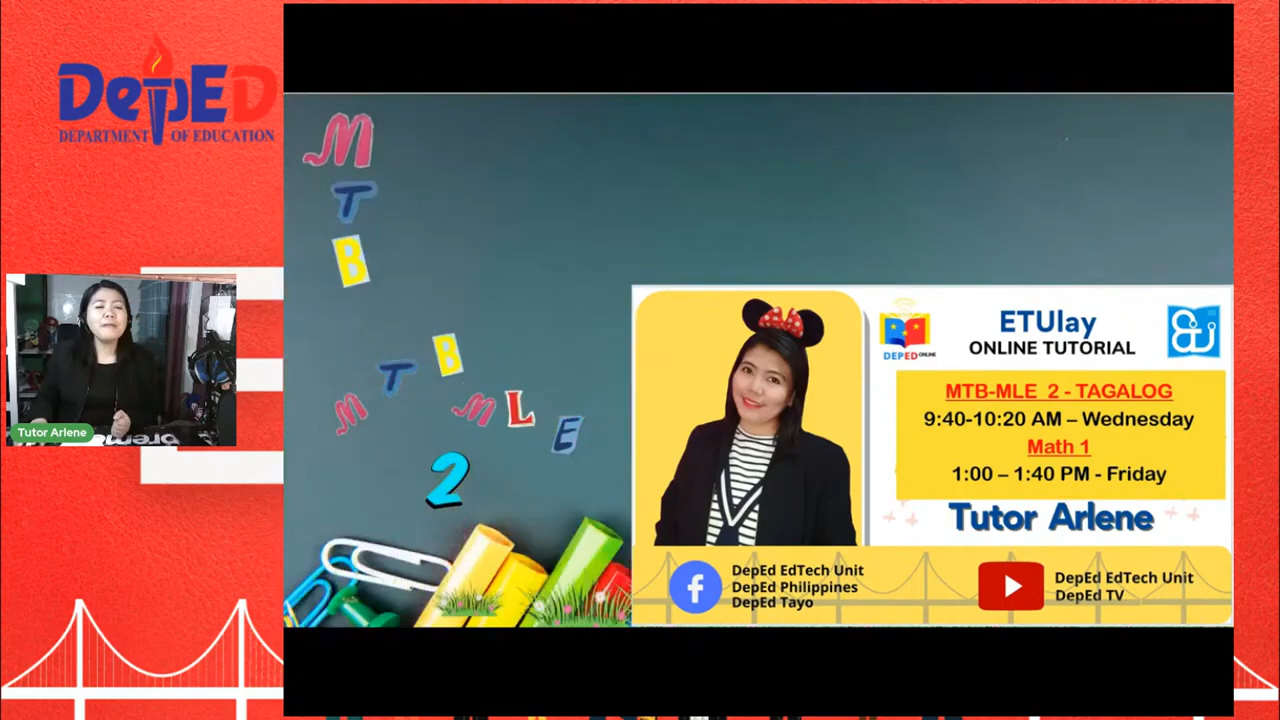 DepED
DEPARTMENT OF EDUCATION
M
T
B
M T B M L E
2
Tutor Arlene
DEPED ONLINE
ETUlay
ONLINE TUTORIAL
MTB-MLE 2 - TAGALOG
9:40-10:20 AM – Wednesday
Math 1
1:00 – 1:40 PM - Friday
Tutor Arlene
DepEd EdTech Unit
DepEd Philippines
DepEd Tayo
DepEd EdTech Unit
DepEd TV